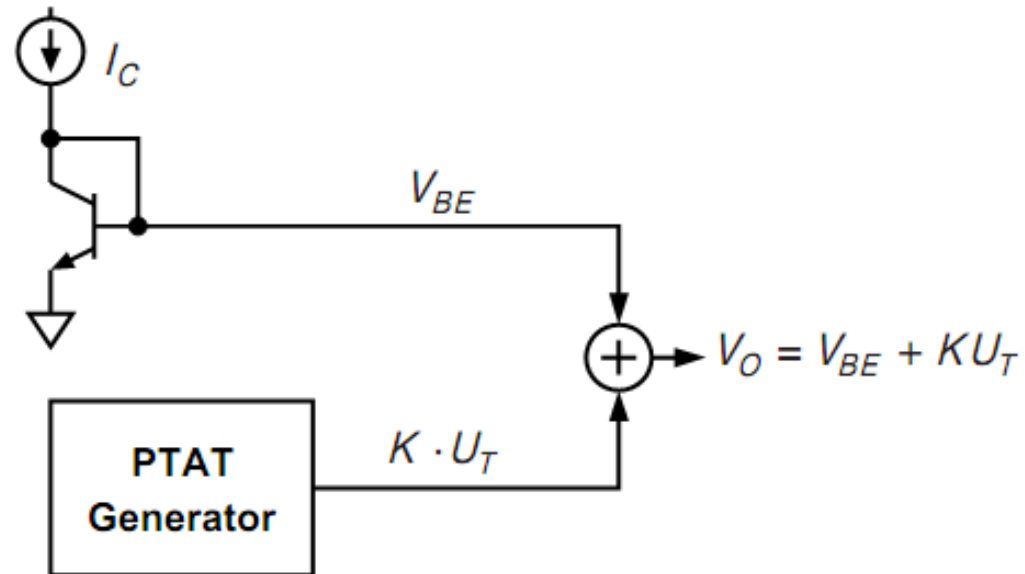 I_C
V_BE
V_O = V_BE + KU_T
K · U_T
PTAT
Generator